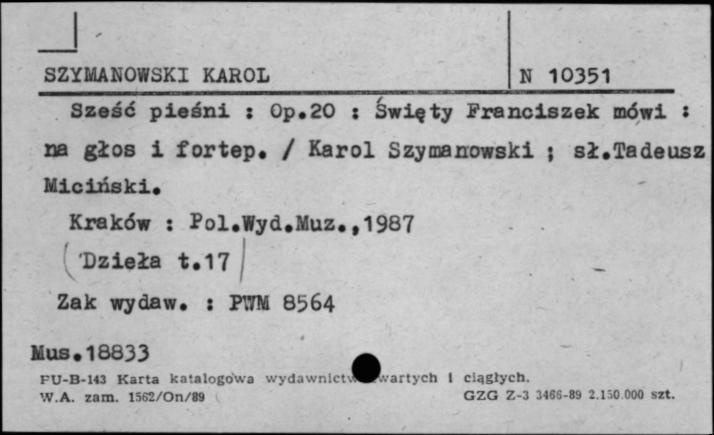 SZYMANOWSKI KAROL N 10351
Sześć pieśni : Op.20 : Święty Franciszek mówi :
na głos i fortep. / Karol Szymanowski ; sł.Tadeusz
Miciński.
Kraków : Pol.Wyd.Muz.,1987
( Dzieła t.17 )
Zak wydaw. : PWM 8564
Mus.18833
PU-B-143 Karta katalogowa wydawnictw zwartych i ciągłych.
W.A. zam. 1562/On/89 GZG Z-3 3466-89 2.150.000 szt.